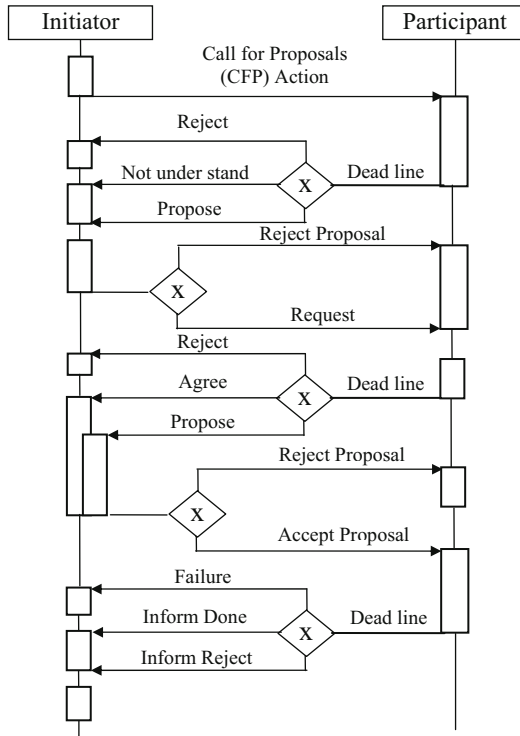 Initiator
Participant
Call for Proposals
(CFP) Action
Reject
Not under stand
X
Dead line
Propose
Reject Proposal
X
Request
Reject
Agree
X
Dead line
Propose
Reject Proposal
X
Accept Proposal
Failure
Inform Done
X
Dead line
Inform Reject